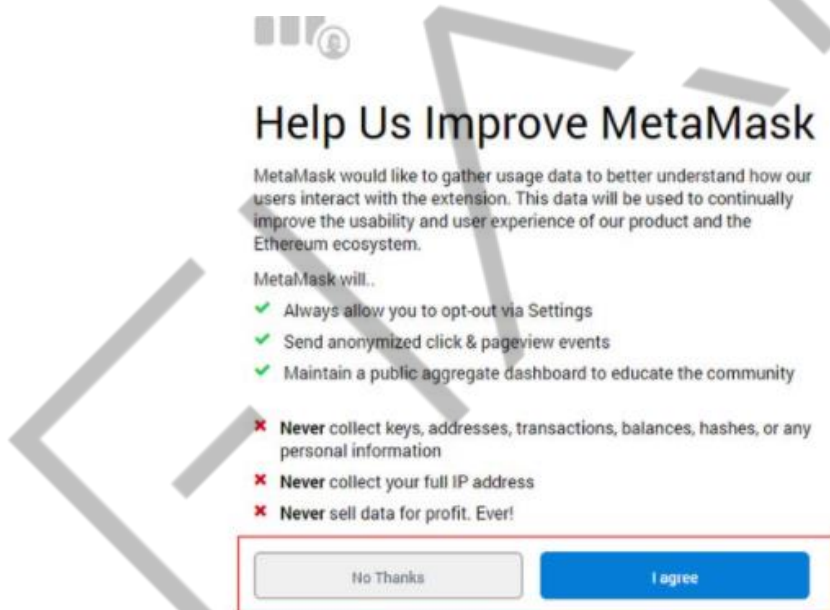 Help Us Improve MetaMask
MetaMask would like to gather usage data to better understand how our
users interact with the extension. This data will be used to continually
improve the usability and user experience of our product and the
Ethereum ecosystem.
MetaMask will..
Always allow you to opt-out via Settings
Send anonymized click & pageview events
Maintain a public aggregate dashboard to educate the community
Never collect keys, addresses, transactions, balances, hashes, or any
personal information
Never collect your full IP address
Never sell data for profit. Ever!
No Thanks
I agree